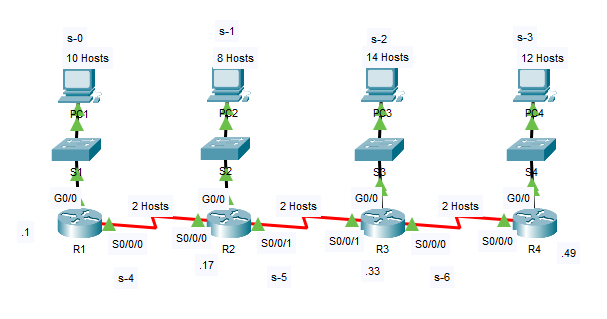 s-0
s-1
s-2
s-3
10 Hosts
8 Hosts
14 Hosts
12 Hosts
PC1
PC2
PC3
PC4
S1
S2
S3
S4
G0/0
G0/0
G0/0
G0/0
2 Hosts
2 Hosts
2 Hosts
.1
R1
S0/0/0
S0/0/0
R2
S0/0/1
S0/0/1
R3
S0/0/0
S0/0/0
R4
.49
.17
.33
s-4
s-5
s-6